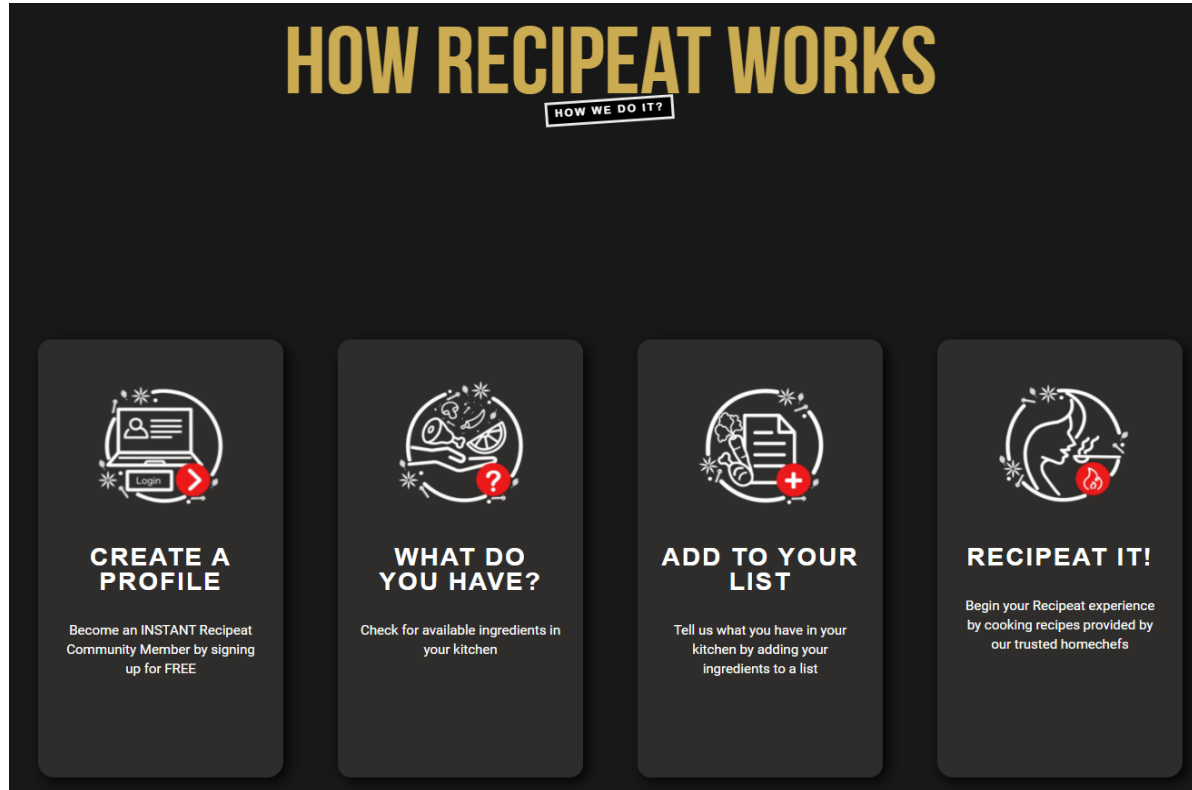 HOW RECIPEAT WORKS
HOW WE DO IT?
Login
CREATE A
PROFILE
Become an INSTANT Recipeat
Community Member by signing
up for FREE
?
WHAT DO
YOU HAVE?
Check for available ingredients in
your kitchen
+
ADD TO YOUR
LIST
Tell us what you have in your
kitchen by adding your
ingredients to a list
RECIPEAT IT!
Begin your Recipeat experience
by cooking recipes provided by
our trusted homechefs